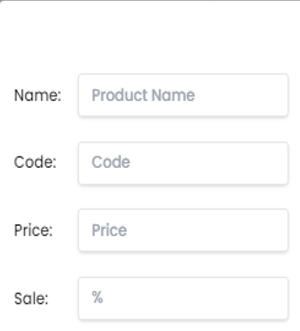 Name: Product Name
Code: Code
Price: Price
Sale: %